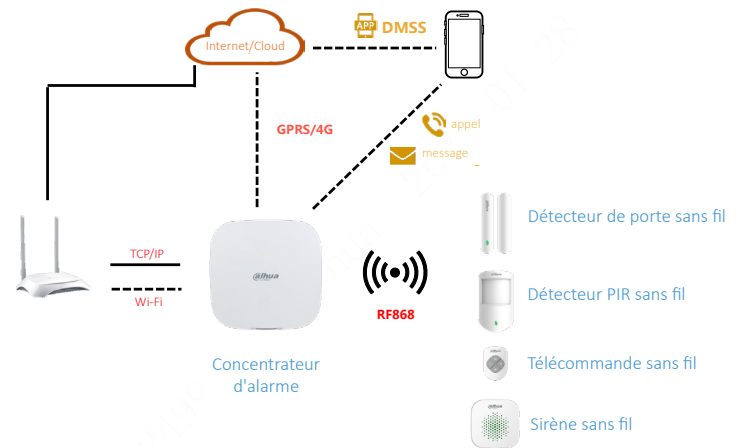 Internet/Cloud
APP DMSS
GPRS/4G
appel
message
TCP/IP
Wi-Fi
alhua
RF868
Concentrateur
d'alarme
Détecteur de porte sans fil
Détecteur PIR sans fil
Télécommande sans fil
Sirène sans fil